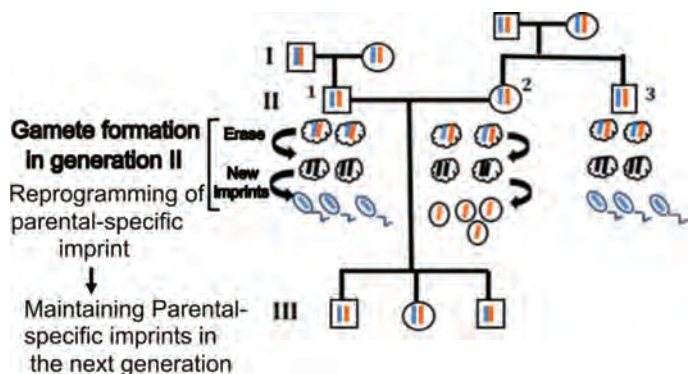 I
II
1
2
3
Gamete formation
in generation II
Erase
New
Imprints
Reprogramming of
parental-specific
imprint
Maintaining Parental-
specific imprints in
the next generation
III